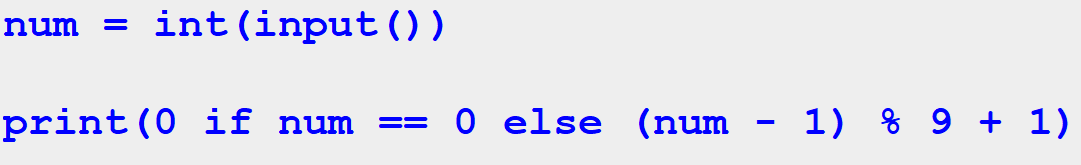 num = int(input())
print(0 if num == 0 else (num - 1) % 9 + 1)